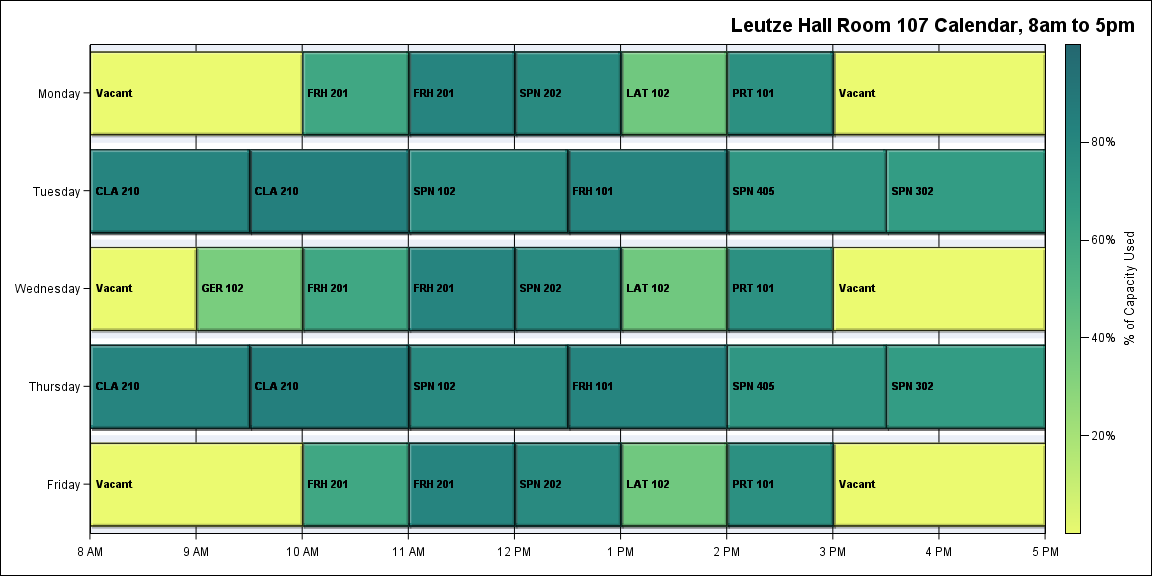 Leutze Hall Room 107 Calendar, 8am to 5pm
Monday
Vacant
FRH 201
FRH 201
SPN 202
LAT 102
PRT 101
Vacant
Tuesday
CLA 210
CLA 210
SPN 102
FRH 101
SPN 405
SPN 302
Wednesday
Vacant
GER 102
FRH 201
FRH 201
SPN 202
LAT 102
PRT 101
Vacant
Thursday
CLA 210
CLA 210
SPN 102
FRH 101
SPN 405
SPN 302
Friday
Vacant
FRH 201
FRH 201
SPN 202
LAT 102
PRT 101
Vacant
8 AM
9 AM
10 AM
11 AM
12 PM
1 PM
2 PM
3 PM
4 PM
5 PM
80%
60%
40%
20%
% of Capacity Used